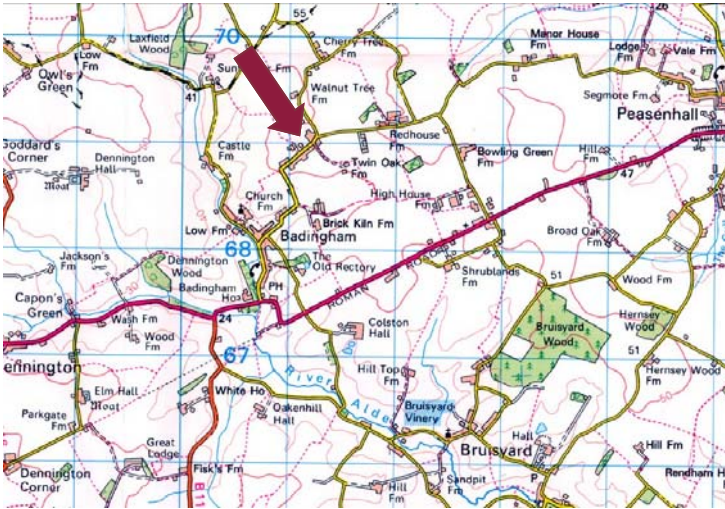 55
Manor House
Fm
Laxfield
Wood
70
Cherry Tree
Fm
Lodge
Fm
Vale Fm
Low
Fm
Owl's
Green
41
Walnut Tree
Fm
Segmore Fm
Peasenhall
Goddard's
Corner
Dennington
Hall
Moat
Castle
Fm
Redhouse
Fm
Bowling Green
Fm
Hill
Fm
Twin Oak
Fm
47
Church
Fm
High House
Fm
Low Fm
Brick Kiln Fm
Badingham
Broad Oak
Fm
68
Jackson's
Fm
Dennington
Wood
The
Old Rectory
Badingham
Ho
PH
ROMAN ROAD
Shrublands
Fm
51
Wood Fm
Capon's
Green
Wash Fm
Wood
Fm
24
Colston
Hall
Bruisyard
Wood
Hernsey
Wood
51
67
Dennington
Hill Top
Fm
Hernsey Wood
Fm
Elm Hall
Moat
White Ho
River Alde
Oakenhill
Hall
Bruisyard
Vinery
Parkgate
Fm
Great
Lodge
Hall
Bruisyard
Hill Fm
Dennington
Corner
Fisk's Fm
B11
Hill
Fm
Sandpit
Fm
P
Rendham H
Fm